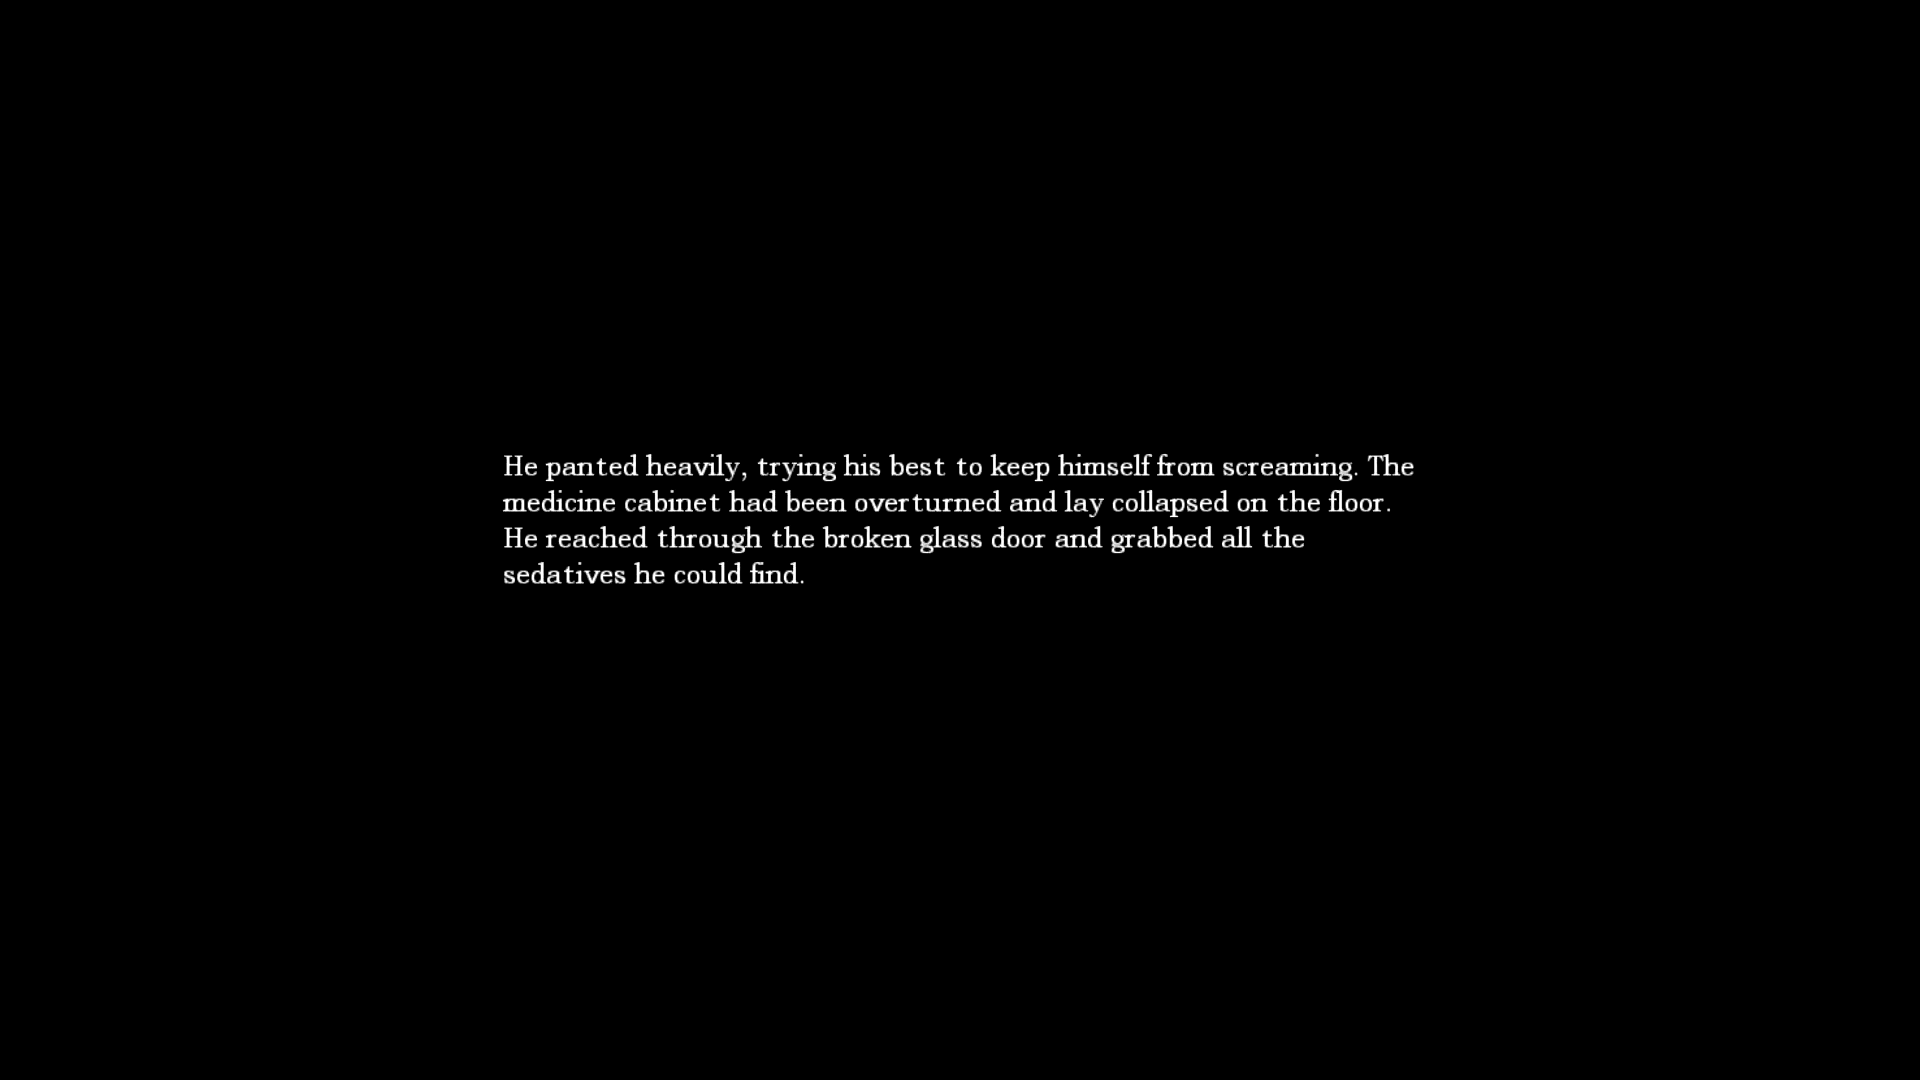 He panted heavily, trying his best to keep himself from screaming. The
medicine cabinet had been overturned and lay collapsed on the floor.
He reached through the broken glass door and grabbed all the
sedatives he could find.